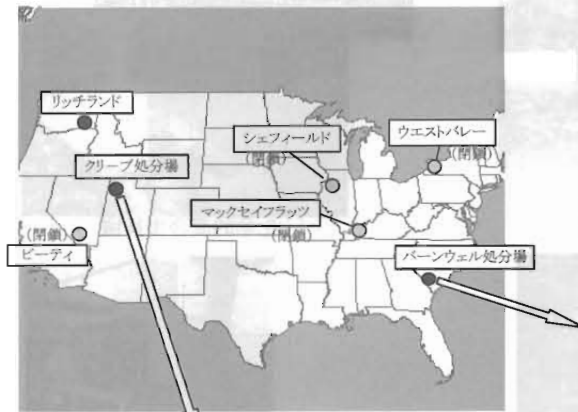 リッチランド
シェフィールド
(閉鎖)
ウエストバレー
(閉鎖)
クリーブ処分場
マックセイフラッツ
(閉鎖)
(閉鎖)
ビーティ
バーンウェル処分場